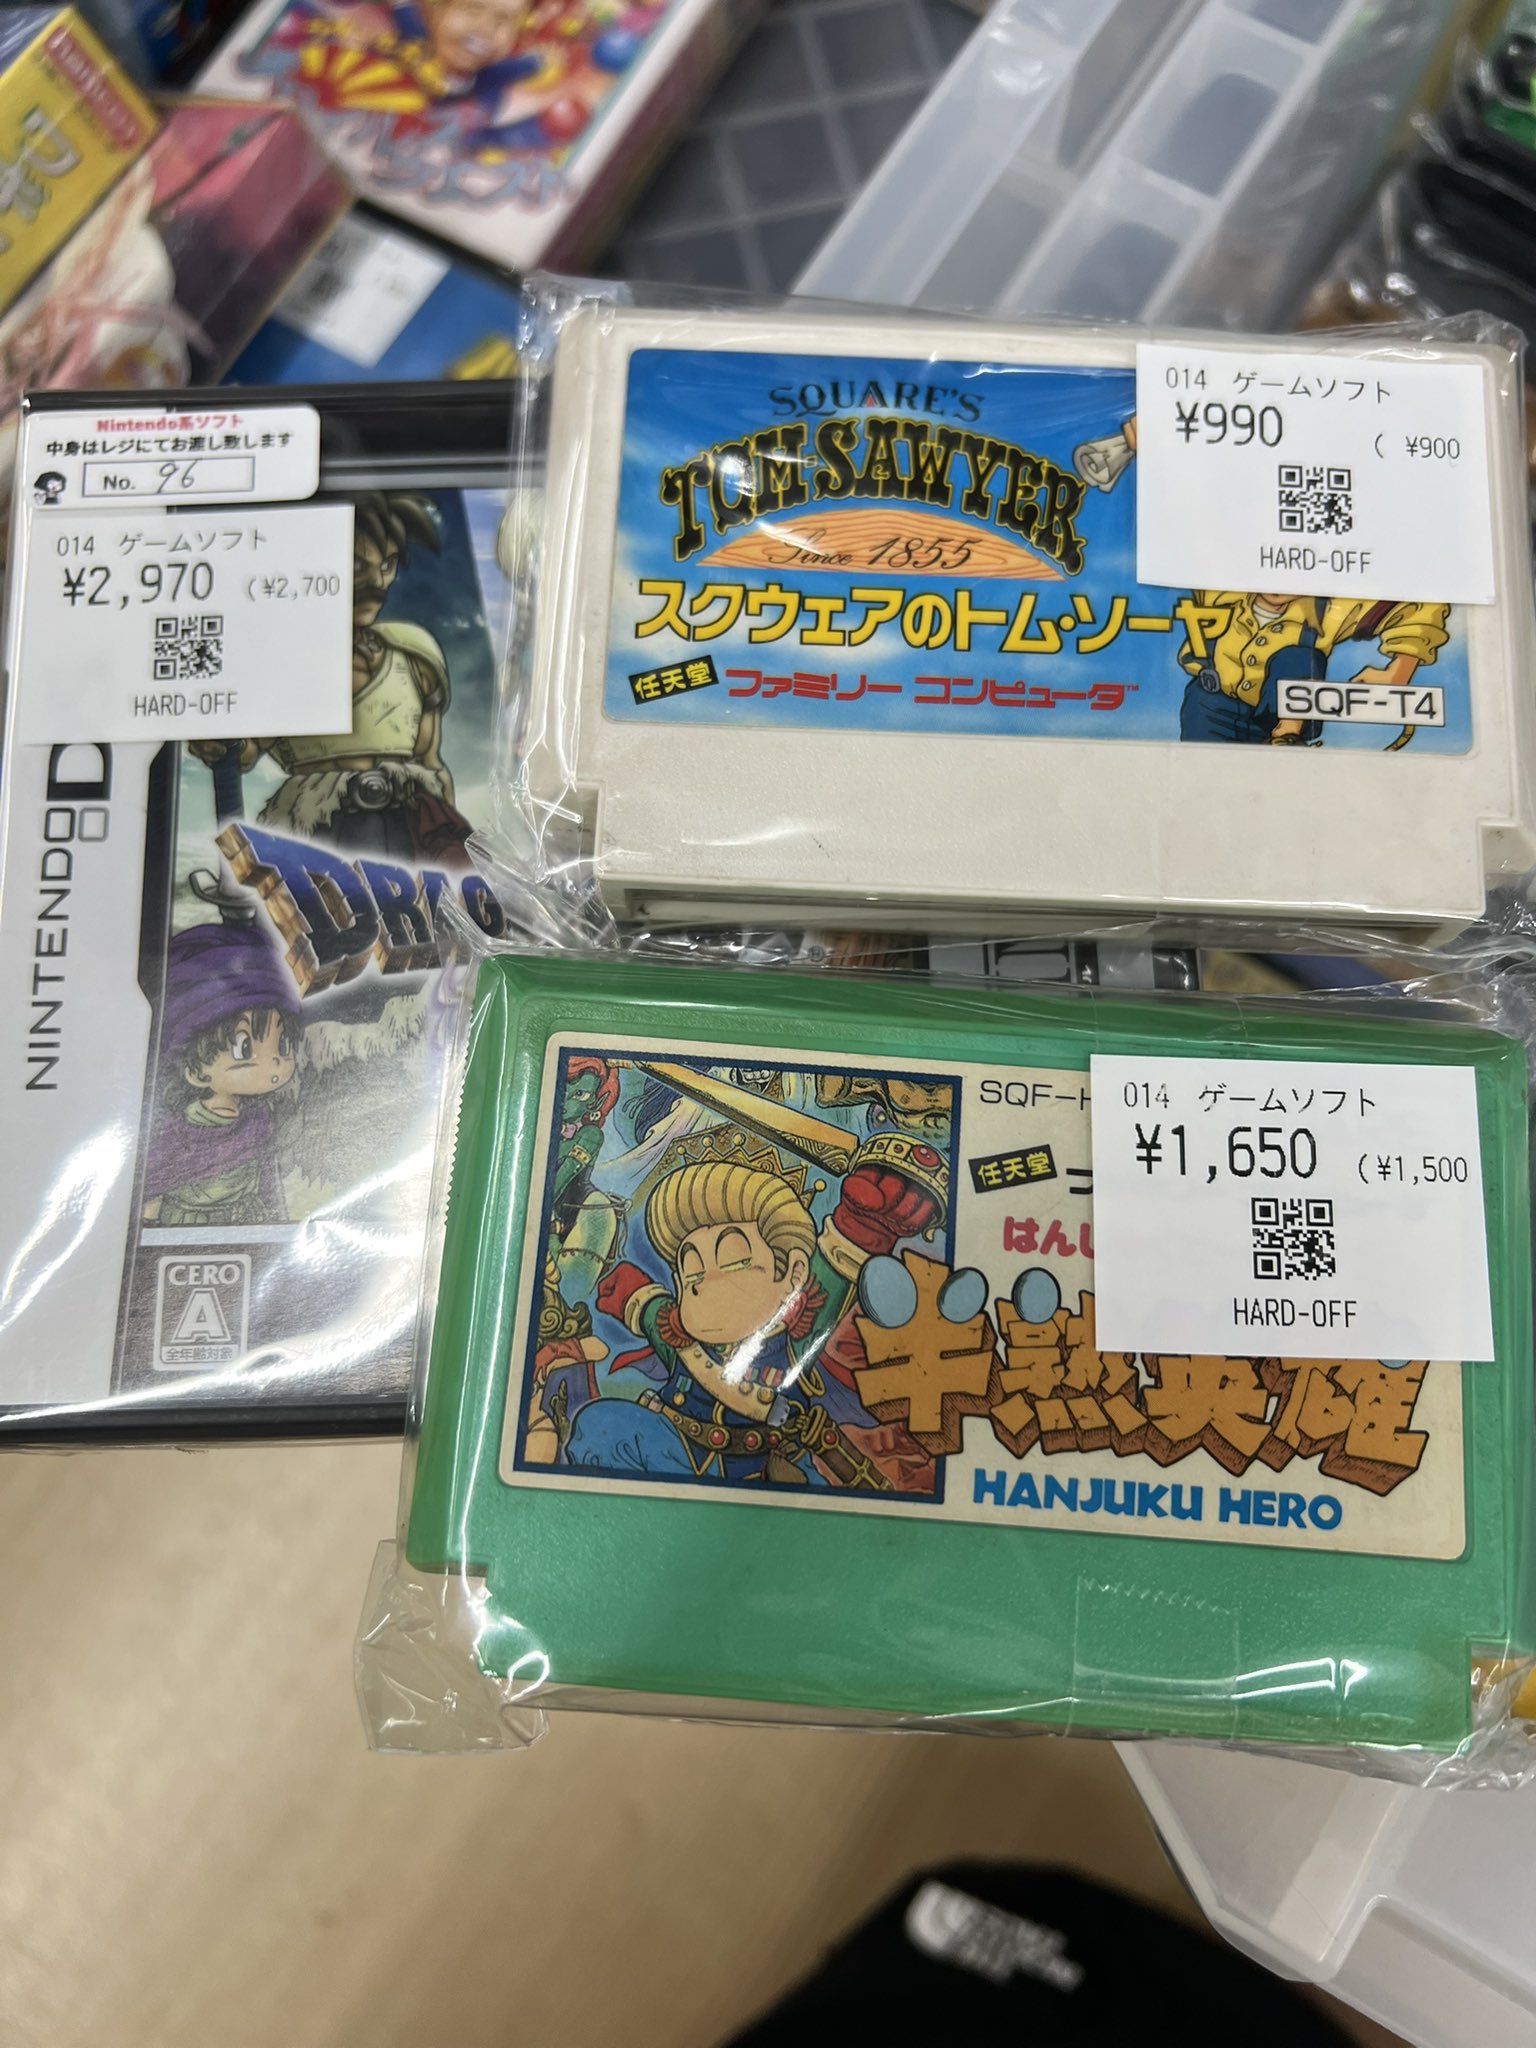 Nintendo系ソフト
中身はレジにてお渡し致します
No. 96
014 ゲームソフト
¥2,970 (¥2,700
HARD-OFF
NINTENDO
DRAG
CERO
A
全年齢対象
SQUARE'S
TOM SAWYER
Since 1855
スクウェアのトム・ソーヤ
任天堂 ファミリー コンピュータ™
SQF-T4
014 ゲームソフト
¥990 ( ¥900
HARD-OFF
SQF-H
任天堂
はん
半熟英雄
HANJUKU HERO
014 ゲームソフト
¥1,650 (¥1,500
HARD-OFF